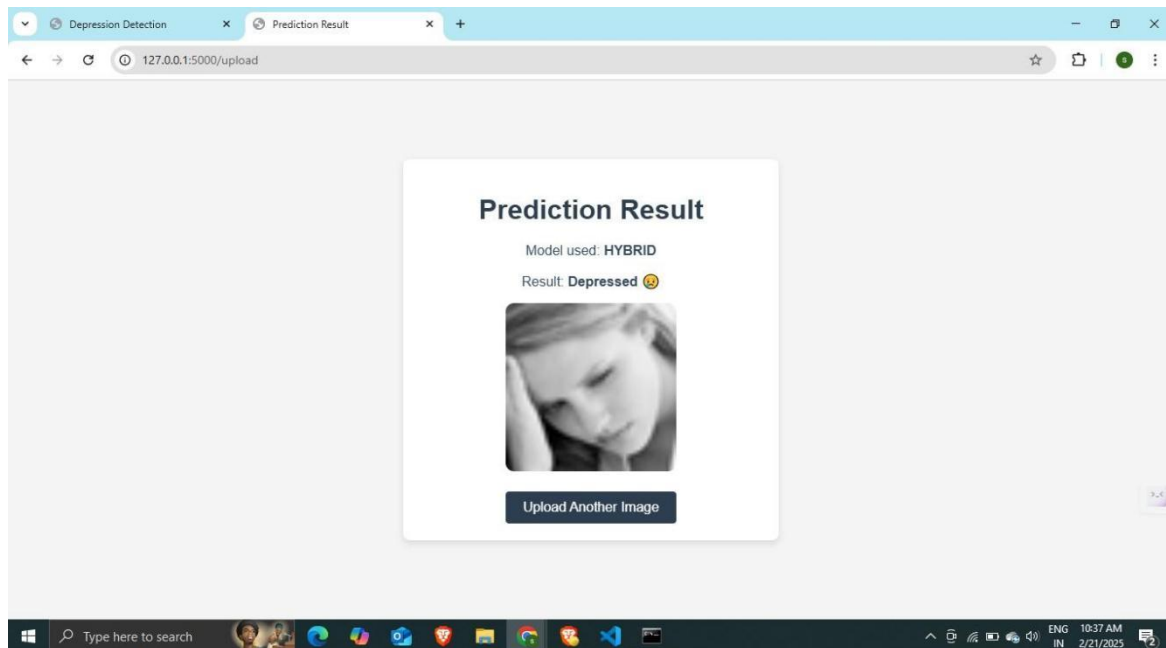 Depression Detection
Prediction Result
127.0.0.1:5000/upload
Prediction Result
Model used: HYBRID
Result: Depressed 😢
Upload Another Image
Type here to search
ENG 10:37 AM
IN 2/21/2025
2